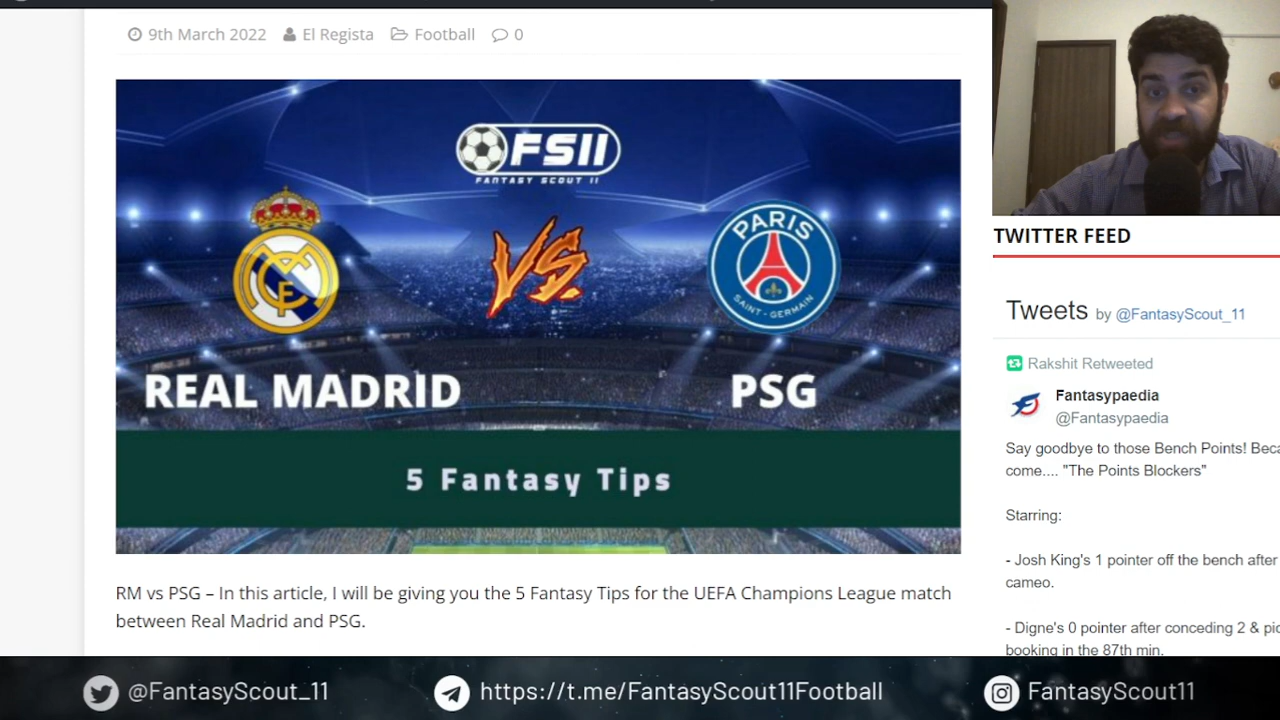 9th March 2022 El Regista Football 0
FSII
FANTASY SCOUT II
VS.
PARIS
SAINT-GERMAIN
REAL MADRID
PSG
5 Fantasy Tips
RM vs PSG – In this article, I will be giving you the 5 Fantasy Tips for the UEFA Champions League match
between Real Madrid and PSG.
TWITTER FEED
Tweets by @FantasyScout_11
Rakshit Retweeted
Fantasypaedia
@Fantasypaedia
Say goodbye to those Bench Points! Beca
come.... "The Points Blockers"
Starring:
- Josh King's 1 pointer off the bench after
cameo.
- Digne's 0 pointer after conceding 2 & pic
booking in the 87th min.
@FantasyScout_11
https://t.me/FantasyScout11Football
FantasyScout11